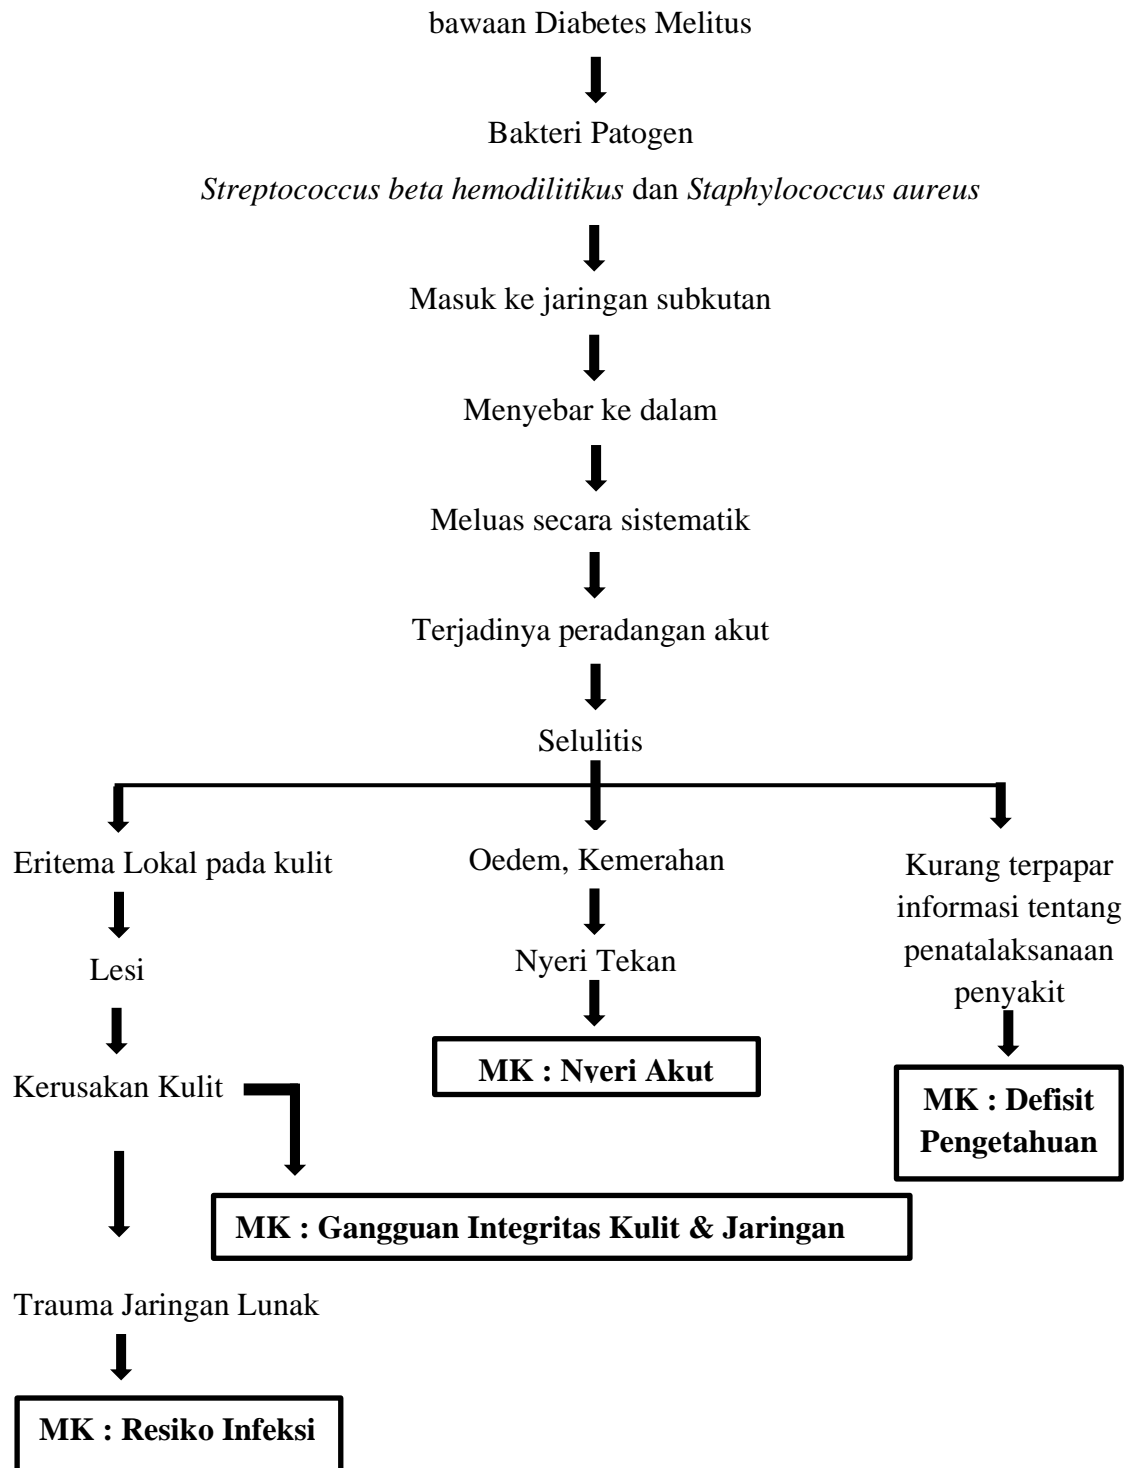 bawaan Diabetes Melitus
Bakteri Patogen
Streptococcus beta hemodilitikus dan Staphylococcus aureus
Masuk ke jaringan subkutan
Menyebar ke dalam
Meluas secara sistematik
Terjadinya peradangan akut
Selulitis
Eritema Lokal pada kulit
Lesi
Kerusakan Kulit
Oedem, Kemerahan
Nyeri Tekan
MK : Nyeri Akut
Kurang terpapar
informasi tentang
penatalaksanaan
penyakit
MK : Defisit
Pengetahuan
MK : Gangguan Integritas Kulit & Jaringan
Trauma Jaringan Lunak
MK : Resiko Infeksi